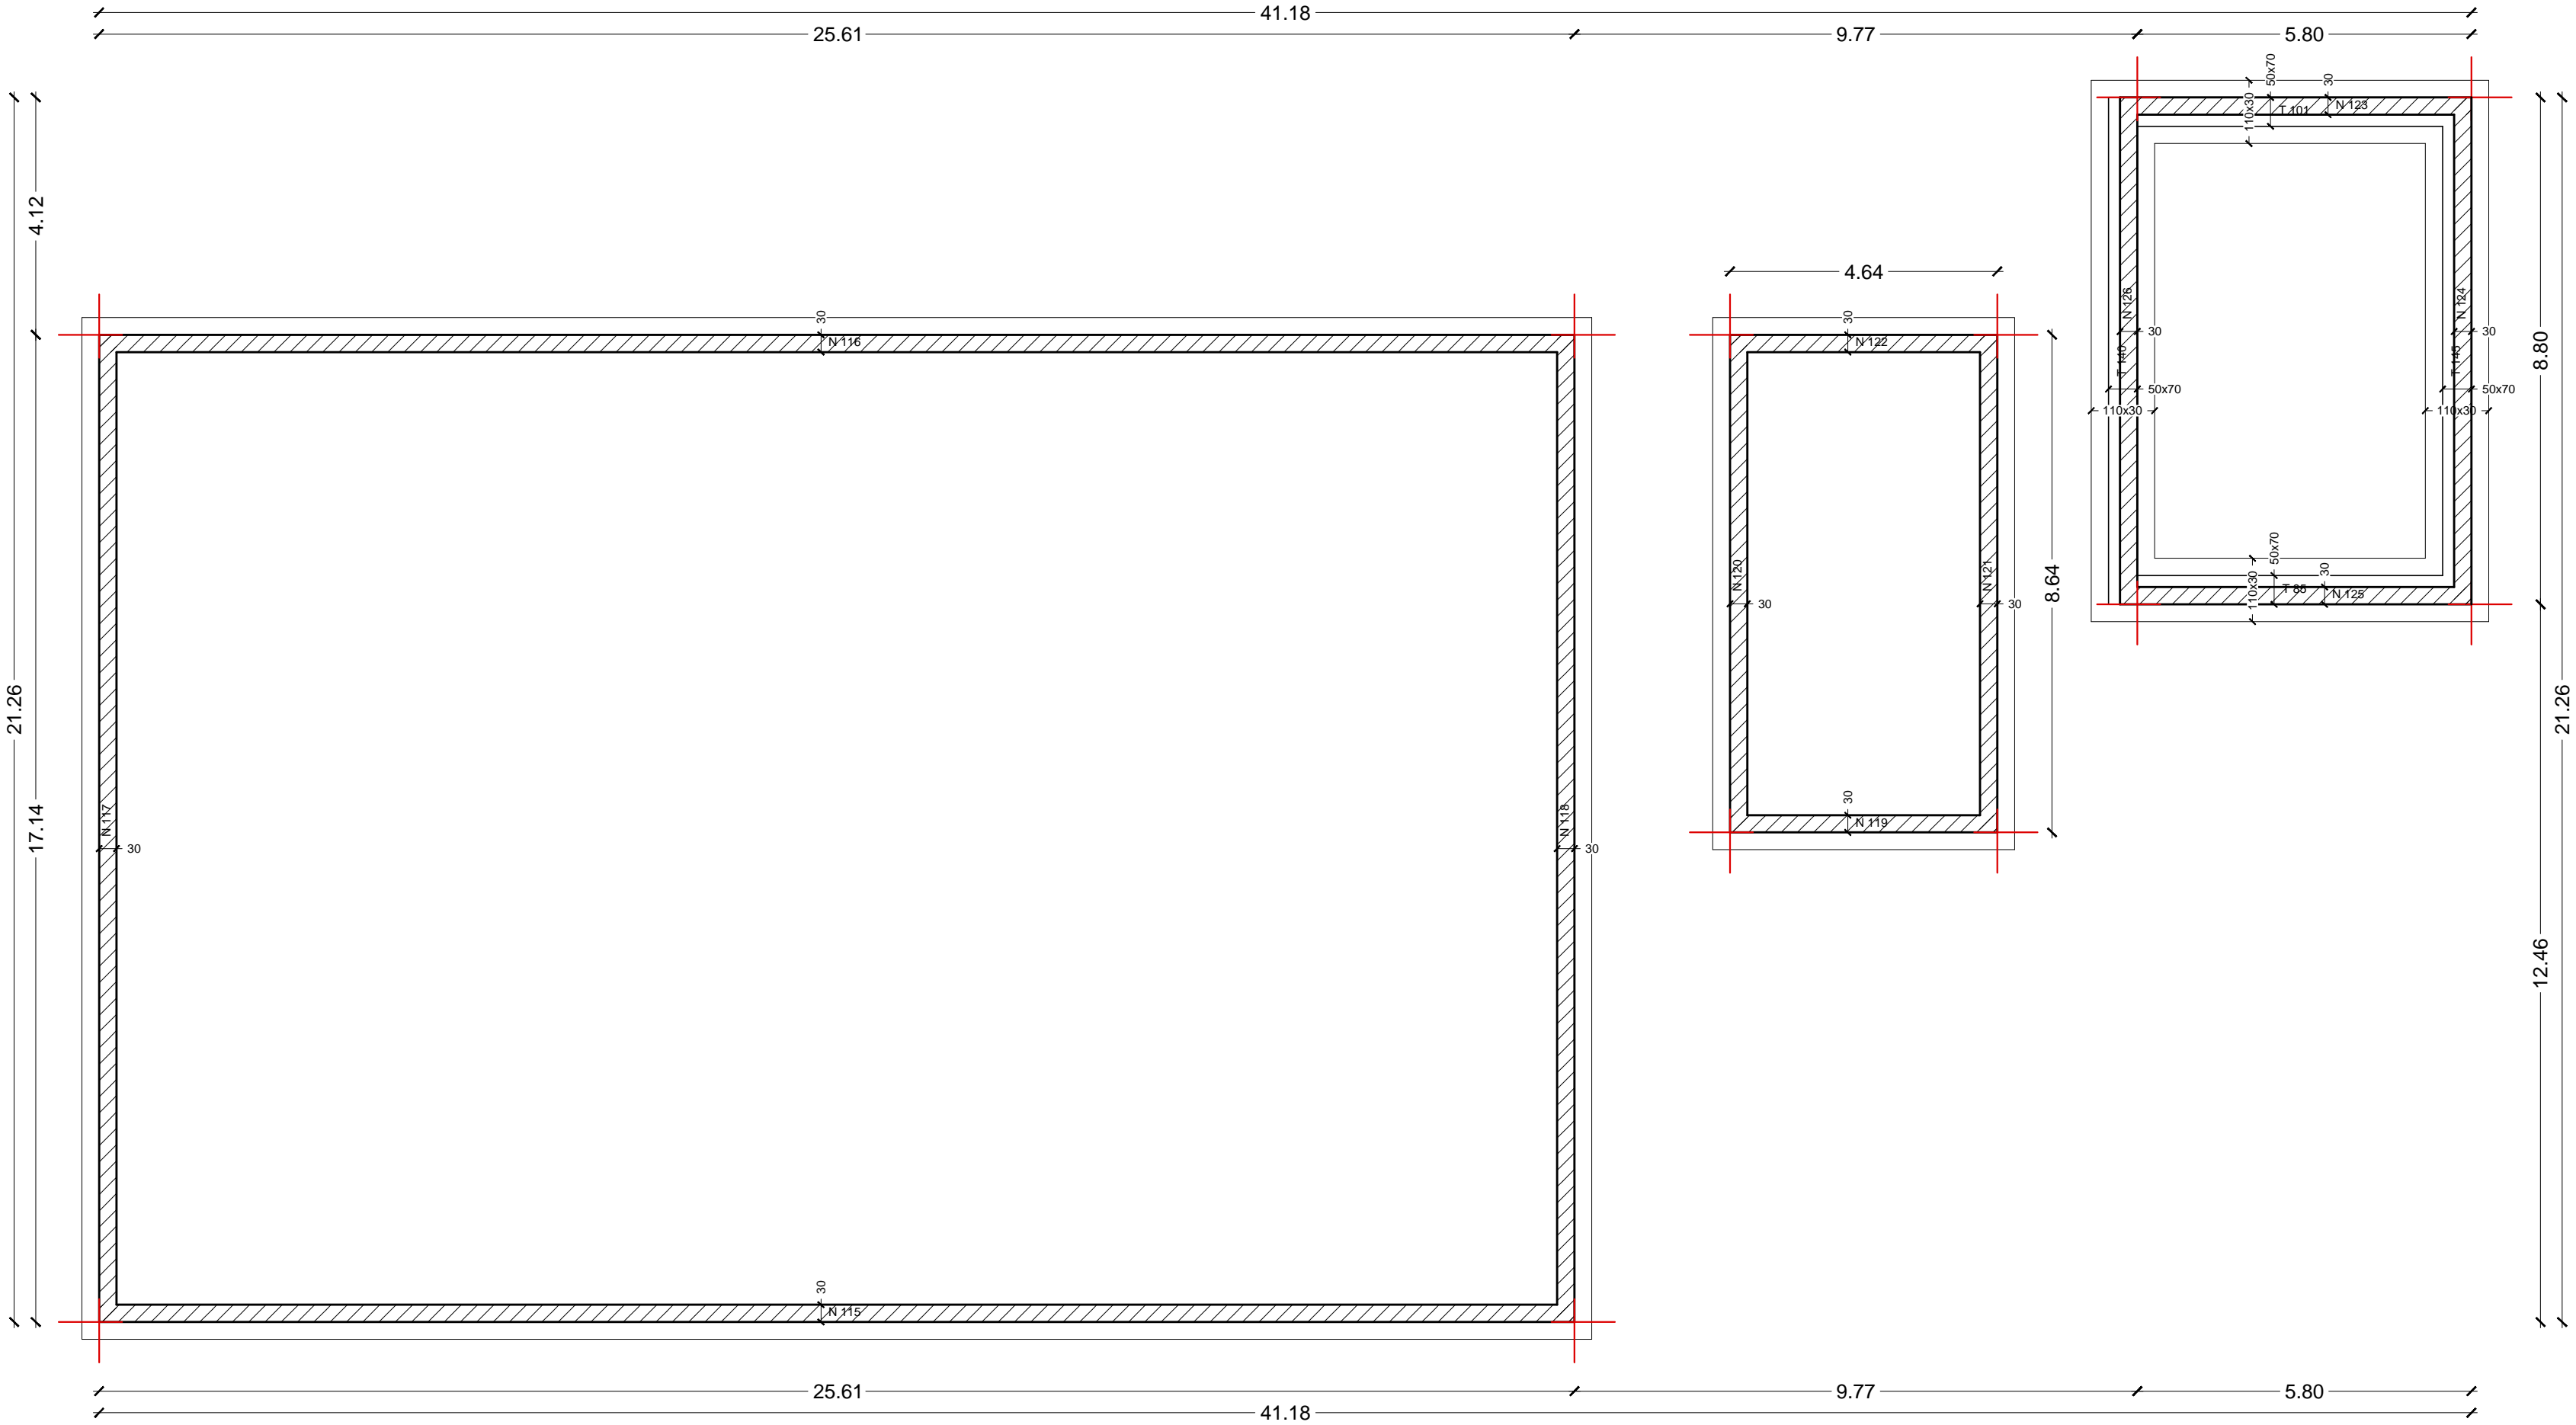 41.18
25.61
9.77
5.80
50x70
30
110x30
N 123
T 101
4.12
4.64
N 126
N 124
30
30
8.80
30
N 116
30
N 122
T 140
T 145
50x70
50x70
110x30
110x30
50x70
30
110x30
T 85
N 125
N 120
N 121
8.64
30
30
21.26
21.26
17.14
N 117
N 118
30
N 119
30
30
12.46
30
N 115
25.61
9.77
5.80
41.18